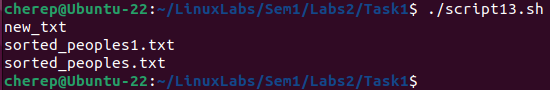 cherep@Ubuntu-22:~/LinuxLabs/Sem1/Labs2/Task1$ ./script13.sh
new_txt
sorted_peoples1.txt
sorted_peoples.txt
cherep@Ubuntu-22:~/LinuxLabs/Sem1/Labs2/Task1$